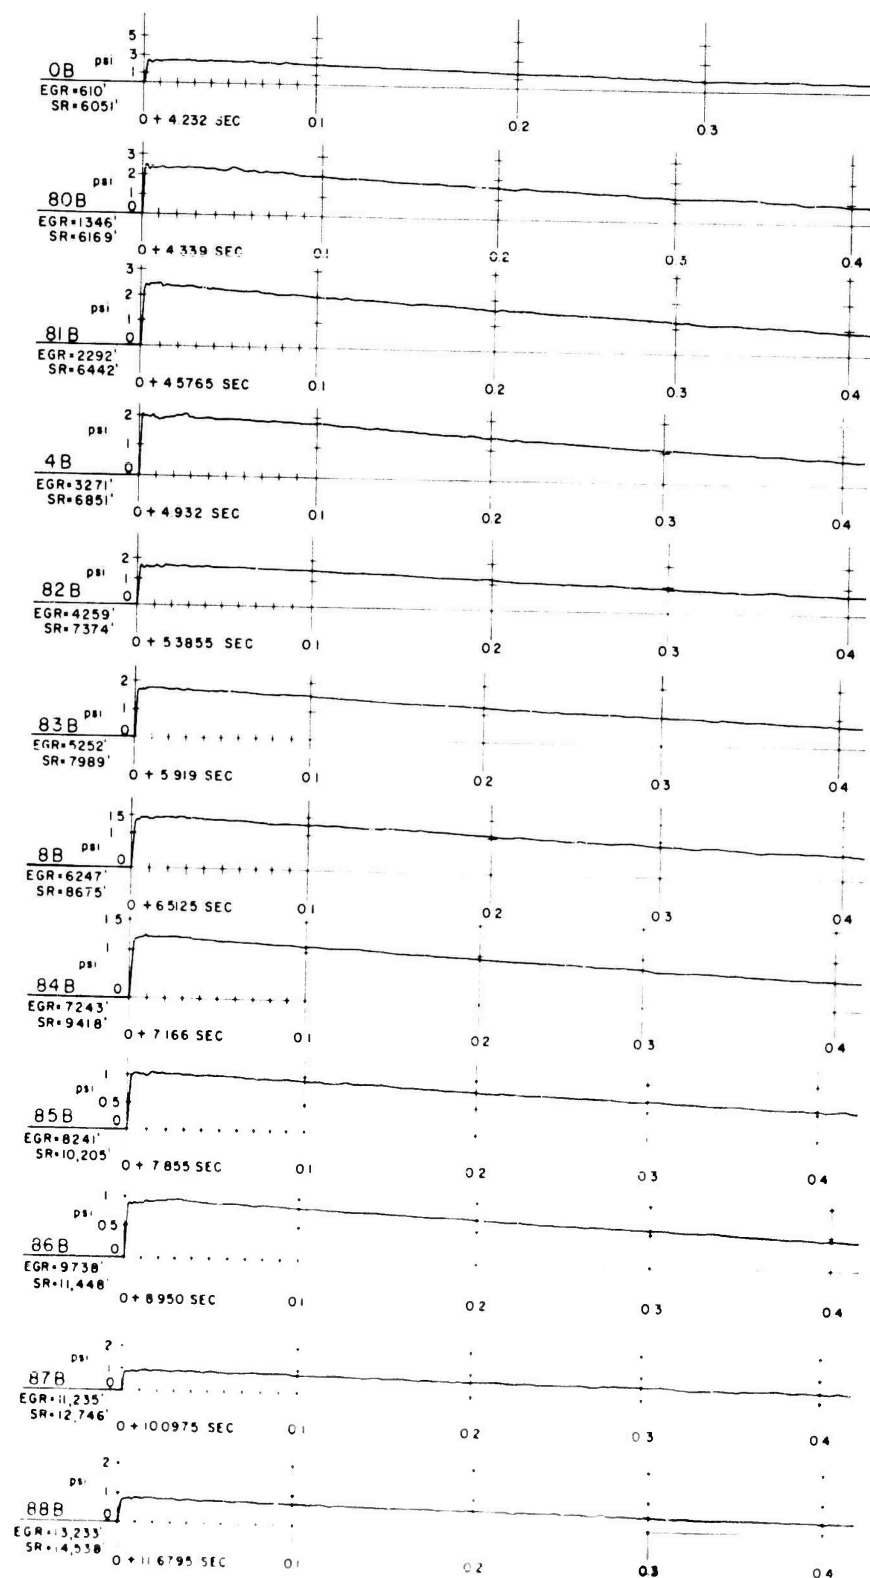 5
psi 3
0B 1
EGR=610'
SR=6051'
0 + 4.232 SEC 0.1 0.2 0.3
3
psi 2
1
80B 0
EGR=1346'
SR=6169'
0 + 4.339 SEC 0.1 0.2 0.3 0.4
3
psi 2
1
81B 0
EGR=2292'
SR=6442'
0 + 4.5765 SEC 0.1 0.2 0.3 0.4
2
psi 1
4B 0
EGR=3271'
SR=6851'
0 + 4.932 SEC 0.1 0.2 0.3 0.4
2
psi 1
82B 0
EGR=4259'
SR=7374'
0 + 5.3855 SEC 0.1 0.2 0.3 0.4
2
psi 1
83B 0
EGR=5252'
SR=7989'
0 + 5.919 SEC 0.1 0.2 0.3 0.4
1.5
psi 1
8B 0
EGR=6247'
SR=8675'
0 + 6.5125 SEC 0.1 0.2 0.3 0.4
1.5
psi 1
84B 0
EGR=7243'
SR=9418'
0 + 7.166 SEC 0.1 0.2 0.3 0.4
1
psi 0.5
85B 0
EGR=8241'
SR=10,205'
0 + 7.855 SEC 0.1 0.2 0.3 0.4
1
psi 0.5
86B 0
EGR=9738'
SR=11,448'
0 + 8.950 SEC 0.1 0.2 0.3 0.4
2
psi 1
87B 0
EGR=11,235'
SR=12,746'
0 + 10.0975 SEC 0.1 0.2 0.3 0.4
2
psi 1
88B 0
EGR=13,233'
SR=14,538'
0 + 11.6795 SEC 0.1 0.2 0.3 0.4